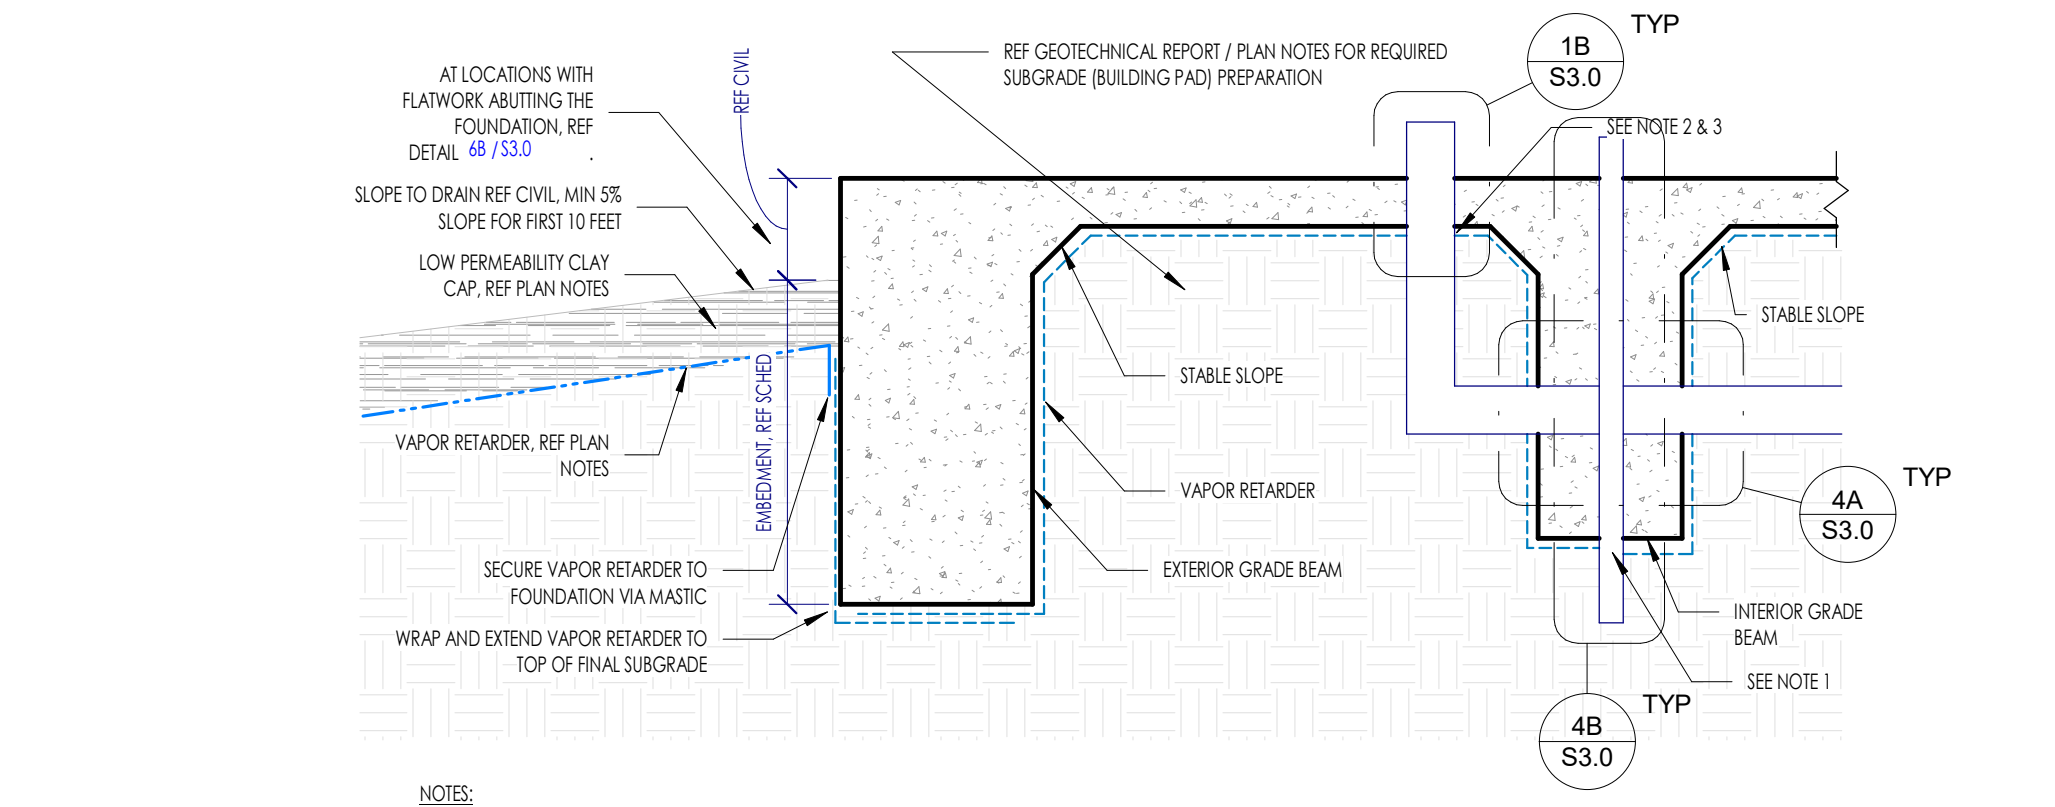 AT LOCATIONS WITH
FLATWORK ABUTTING THE
FOUNDATION, REF
DETAIL 6B / S3.0 .
SLOPE TO DRAIN REF CIVIL, MIN 5%
SLOPE FOR FIRST 10 FEET
LOW PERMEABILITY CLAY
CAP, REF PLAN NOTES
VAPOR RETARDER, REF PLAN
NOTES
SECURE VAPOR RETARDER TO
FOUNDATION VIA MASTIC
WRAP AND EXTEND VAPOR RETARDER TO
TOP OF FINAL SUBGRADE
REF CIVIL
EMBEDMENT, REF SCHED
REF GEOTECHNICAL REPORT / PLAN NOTES FOR REQUIRED
SUBGRADE (BUILDING PAD) PREPARATION
STABLE SLOPE
VAPOR RETARDER
EXTERIOR GRADE BEAM
TYP
1B
S3.0
SEE NOTE 2 & 3
STABLE SLOPE
TYP
4A
S3.0
INTERIOR GRADE
BEAM
SEE NOTE 1
TYP
4B
S3.0
NOTES: